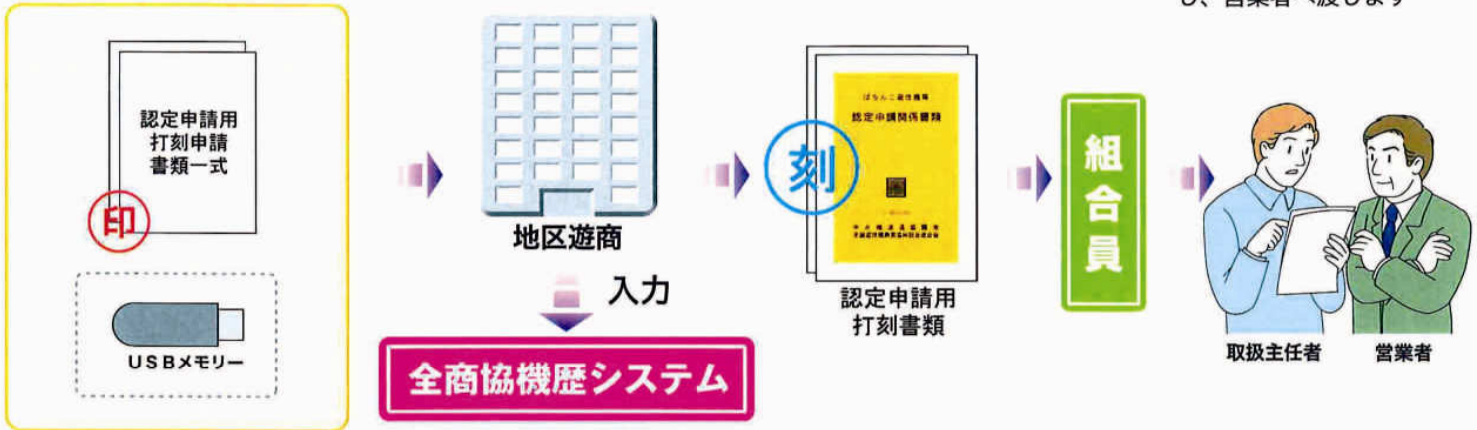 し、営業者へ渡します
認定申請用
打刻申請
書類一式
印
USBメモリー
地区遊商
入力
全商協機歴システム
刻
ぱちんこ遊技機等
認定申請関係書類
認定申請用
打刻書類
組合員
取扱主任者
営業者